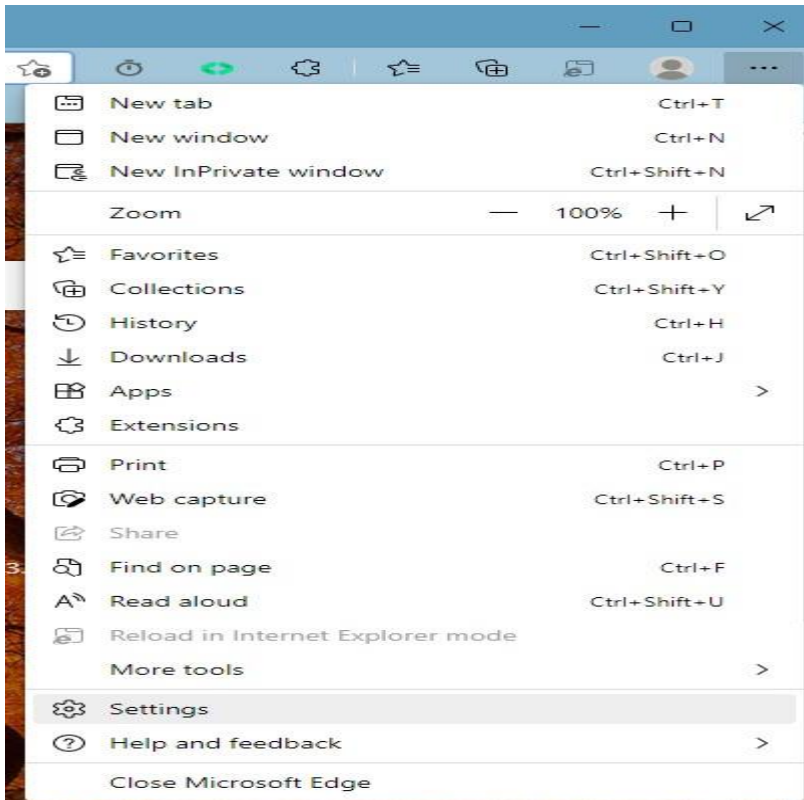 New tab Ctrl+T
New window Ctrl+N
New InPrivate window Ctrl+Shift+N
Zoom — 100% +
Favorites Ctrl+Shift+O
Collections Ctrl+Shift+Y
History Ctrl+H
Downloads Ctrl+J
Apps >
Extensions
Print Ctrl+P
Web capture Ctrl+Shift+S
Share
3.
Find on page Ctrl+F
Read aloud Ctrl+Shift+U
Reload in Internet Explorer mode
More tools >
Settings
Help and feedback >
Close Microsoft Edge